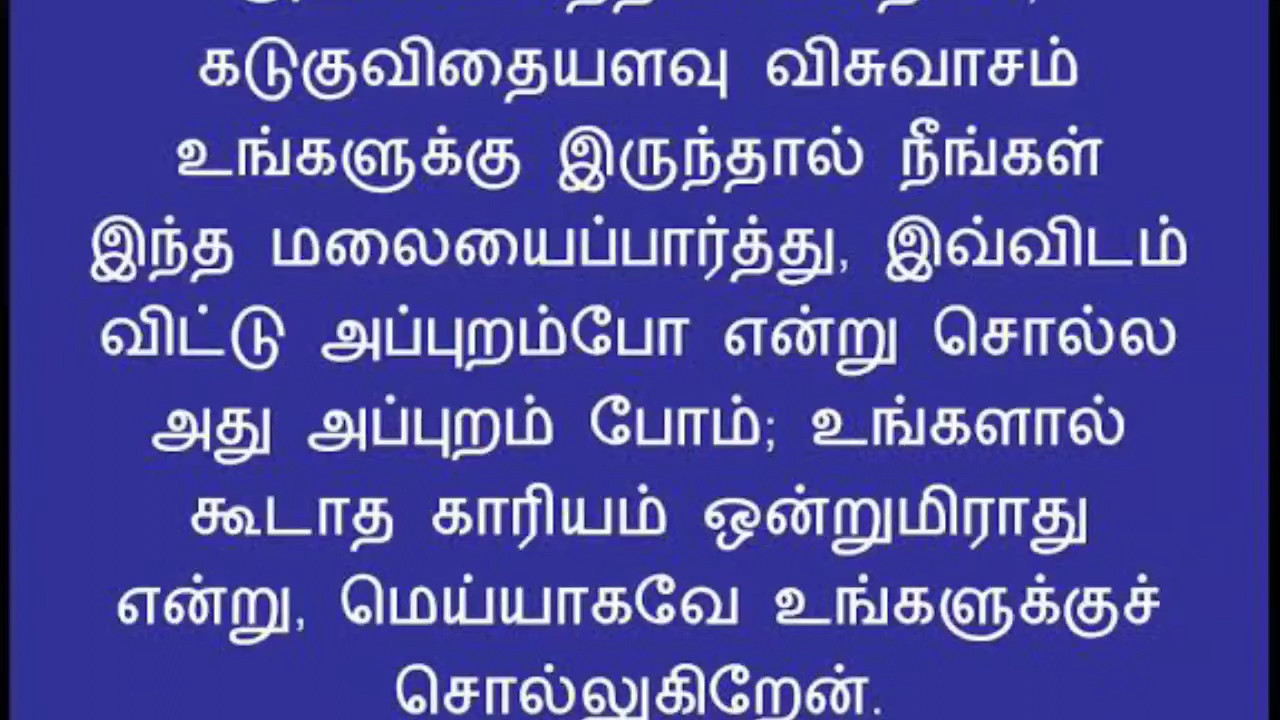 கடுகுவிதையளவு விசுவாசம்
உங்களுக்கு இருந்தால் நீங்கள்
இந்த மலையைப்பார்த்து, இவ்விடம்
விட்டு அப்புறம்போ என்று சொல்ல
அது அப்புறம் போம்; உங்களால்
கூடாத காரியம் ஒன்றுமிராது
என்று, மெய்யாகவே உங்களுக்குச்
சொல்லுகிறேன்.